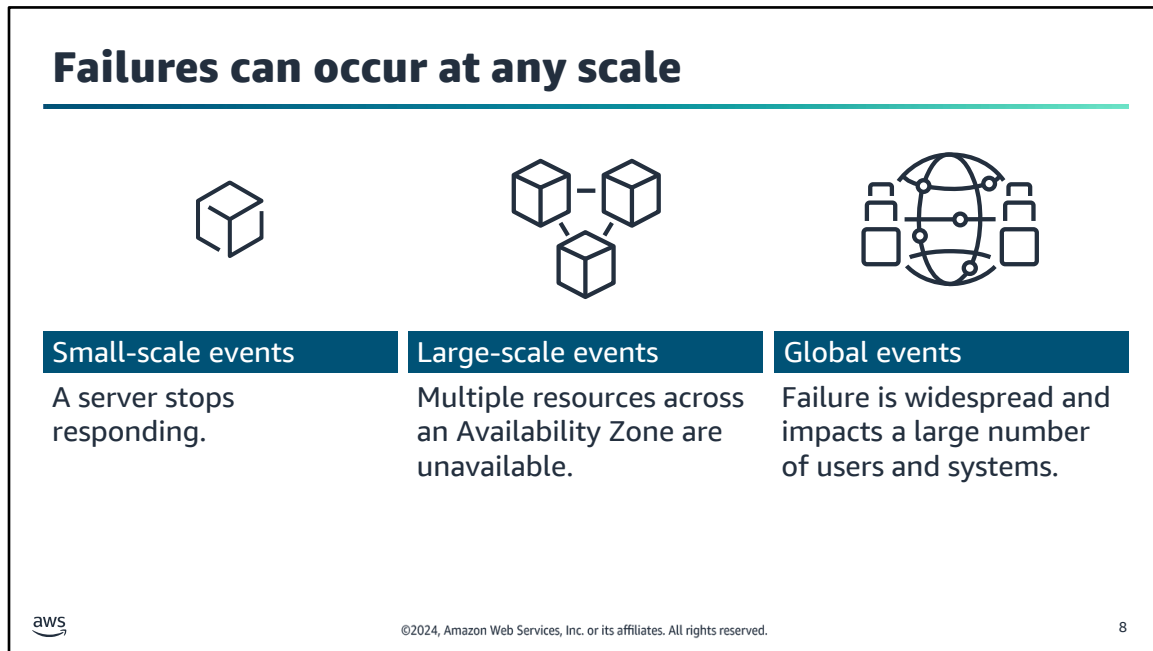 Failures can occur at any scale
Small-scale events
A server stops
responding.
Large-scale events
Multiple resources across
an Availability Zone are
unavailable.
Global events
Failure is widespread and
impacts a large number
of users and systems.
aws
©2024, Amazon Web Services, Inc. or its affiliates. All rights reserved.
8